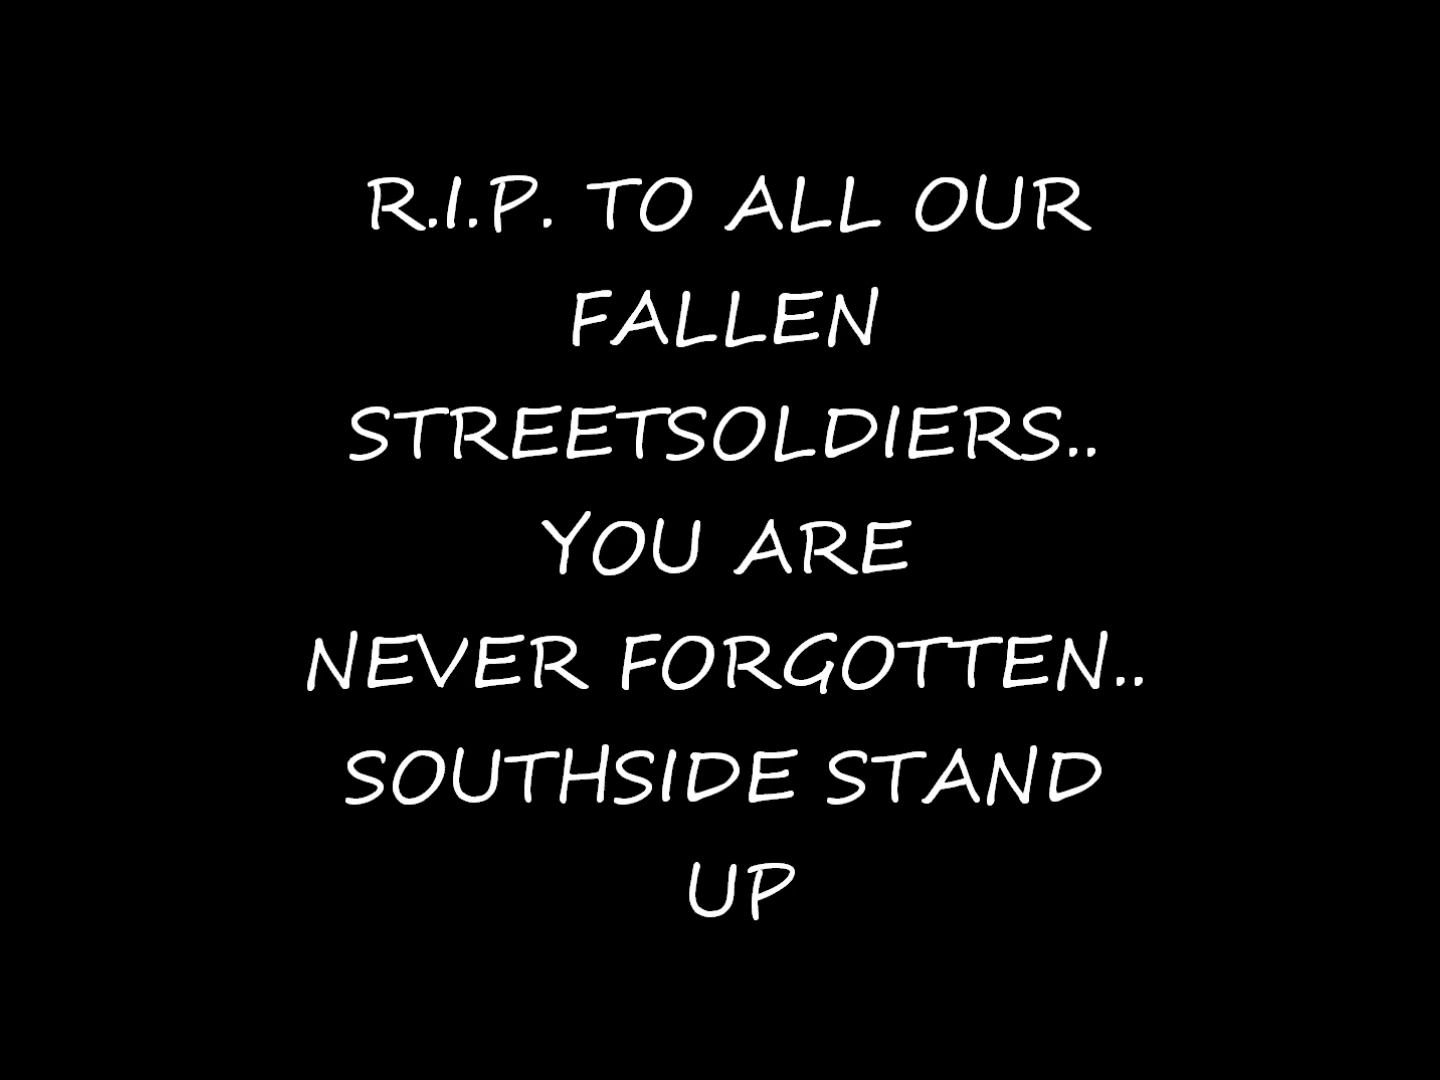 R.I.P. TO ALL OUR
FALLEN
STREETSOLDIERS..
YOU ARE
NEVER FORGOTTEN..
SOUTHSIDE STAND
UP